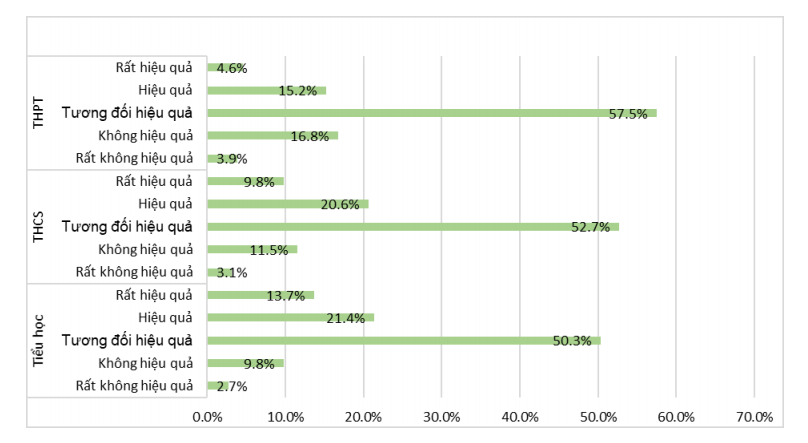 THPT
Rất hiệu quả 4.6%
Hiệu quả 15.2%
Tương đối hiệu quả 57.5%
Không hiệu quả 16.8%
Rất không hiệu quả 3.9%
THCS
Rất hiệu quả 9.8%
Hiệu quả 20.6%
Tương đối hiệu quả 52.7%
Không hiệu quả 11.5%
Rất không hiệu quả 3.1%
Tiểu học
Rất hiệu quả 13.7%
Hiệu quả 21.4%
Tương đối hiệu quả 50.3%
Không hiệu quả 9.8%
Rất không hiệu quả 2.7%
0.0% 10.0% 20.0% 30.0% 40.0% 50.0% 60.0% 70.0%